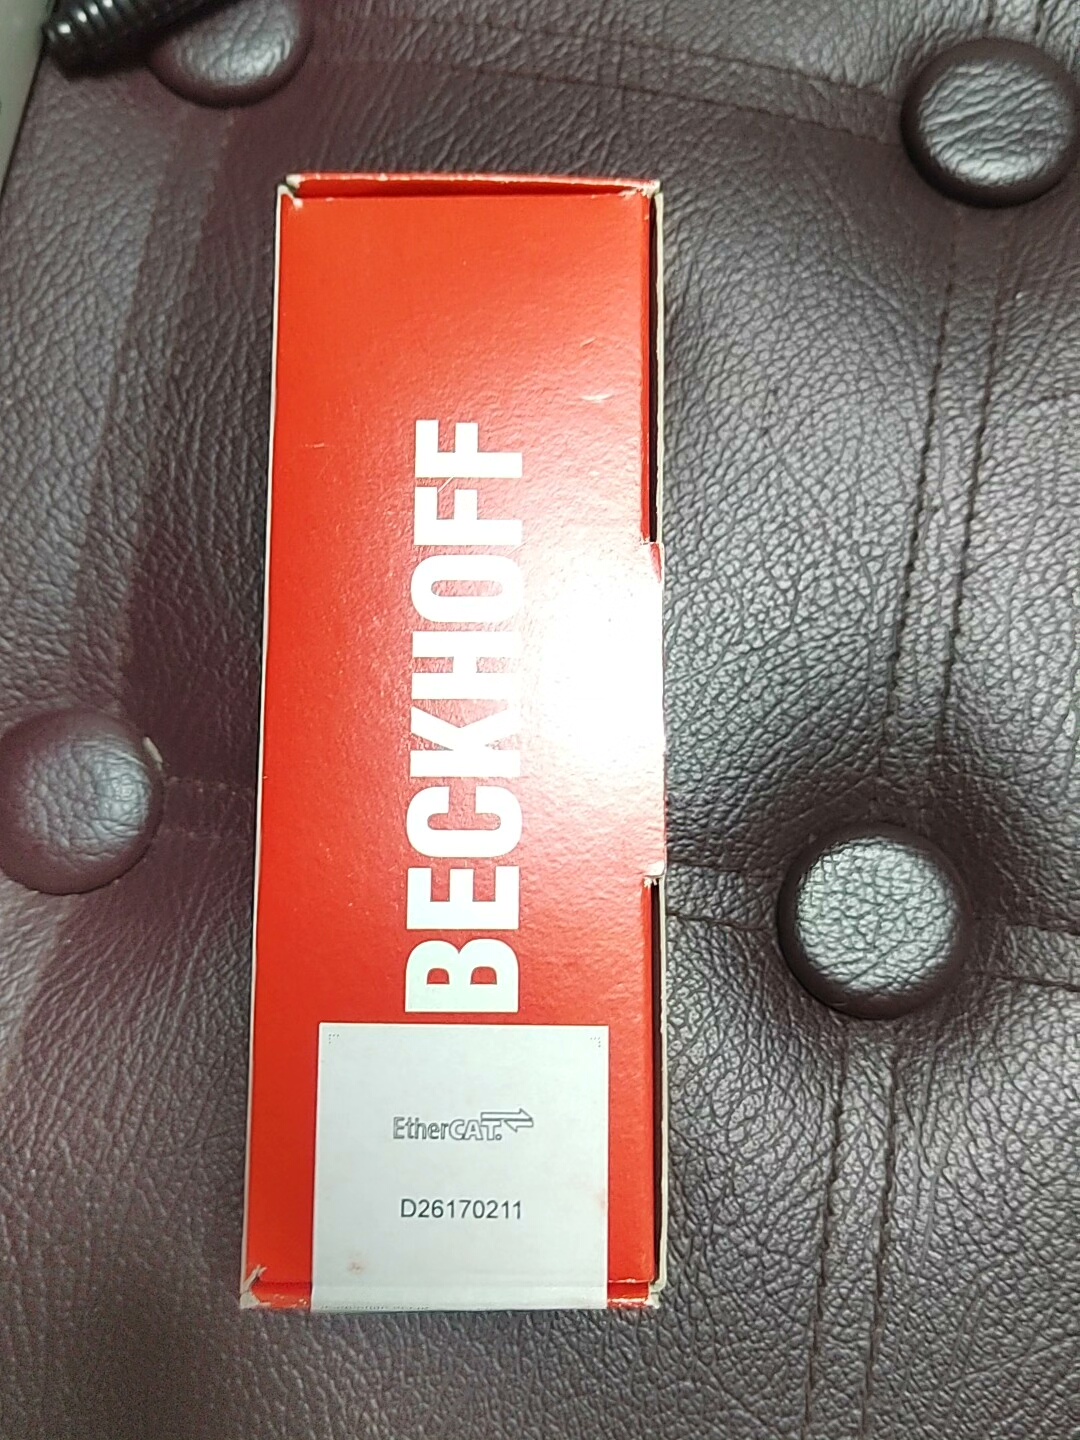 BECKHOFF
EtherCAT.
D26170211